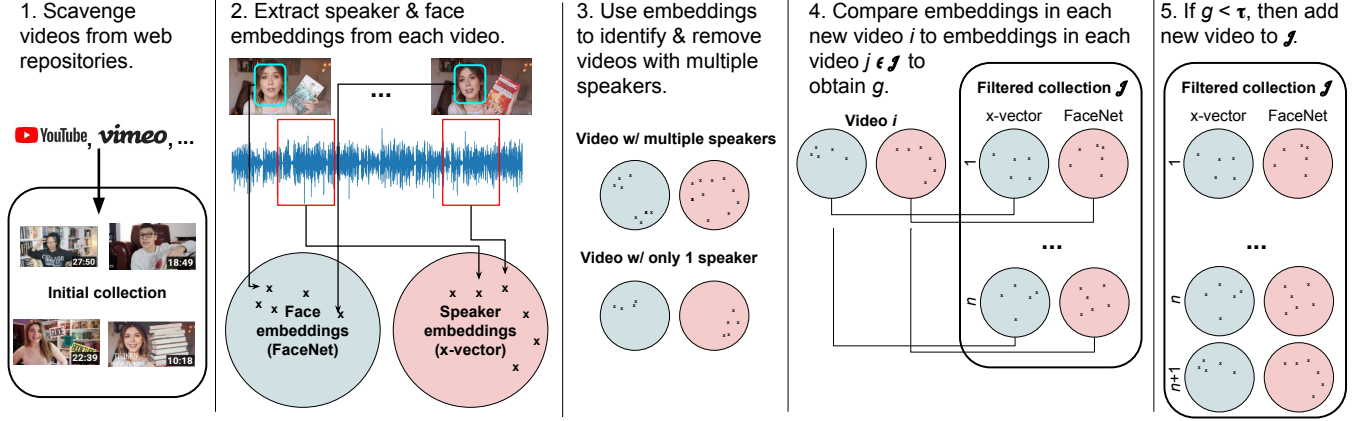 1. Scavenge
videos from web
repositories.
YouTube, vimeo, ...
27:50
18:49
Initial collection
22:39
10:18
2. Extract speaker & face
embeddings from each video.
...
x x x x x x
Face
embeddings
(FaceNet)
x x x x x x
Speaker
embeddings
(x-vector)
3. Use embeddings
to identify & remove
videos with multiple
speakers.
Video w/ multiple speakers
Video w/ only 1 speaker
4. Compare embeddings in each
new video i to embeddings in each
video j ϵ 𝒥 to
obtain g.
Video i
Filtered collection 𝒥
x-vector FaceNet
1
...
n
5. If g < τ, then add
new video to 𝒥.
Filtered collection 𝒥
x-vector FaceNet
1
...
n
n+1